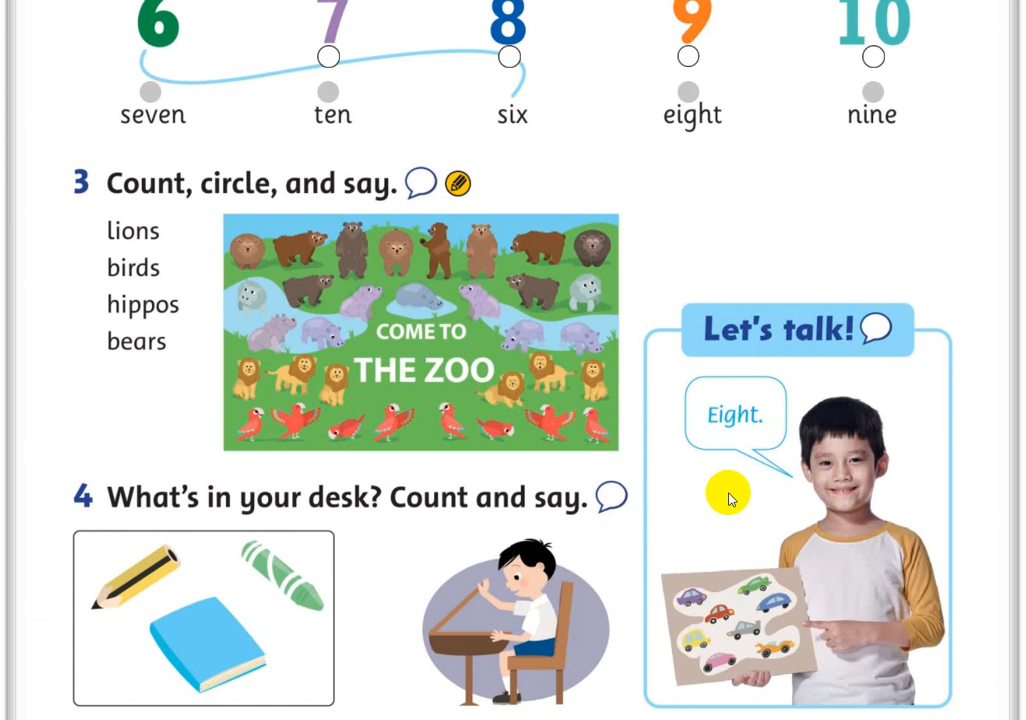 6 7 8 9 10
seven ten six eight nine
3 Count, circle, and say.
lions
birds
hippos
bears
COME TO
THE ZOO
Let's talk!
Eight.
4 What's in your desk? Count and say.